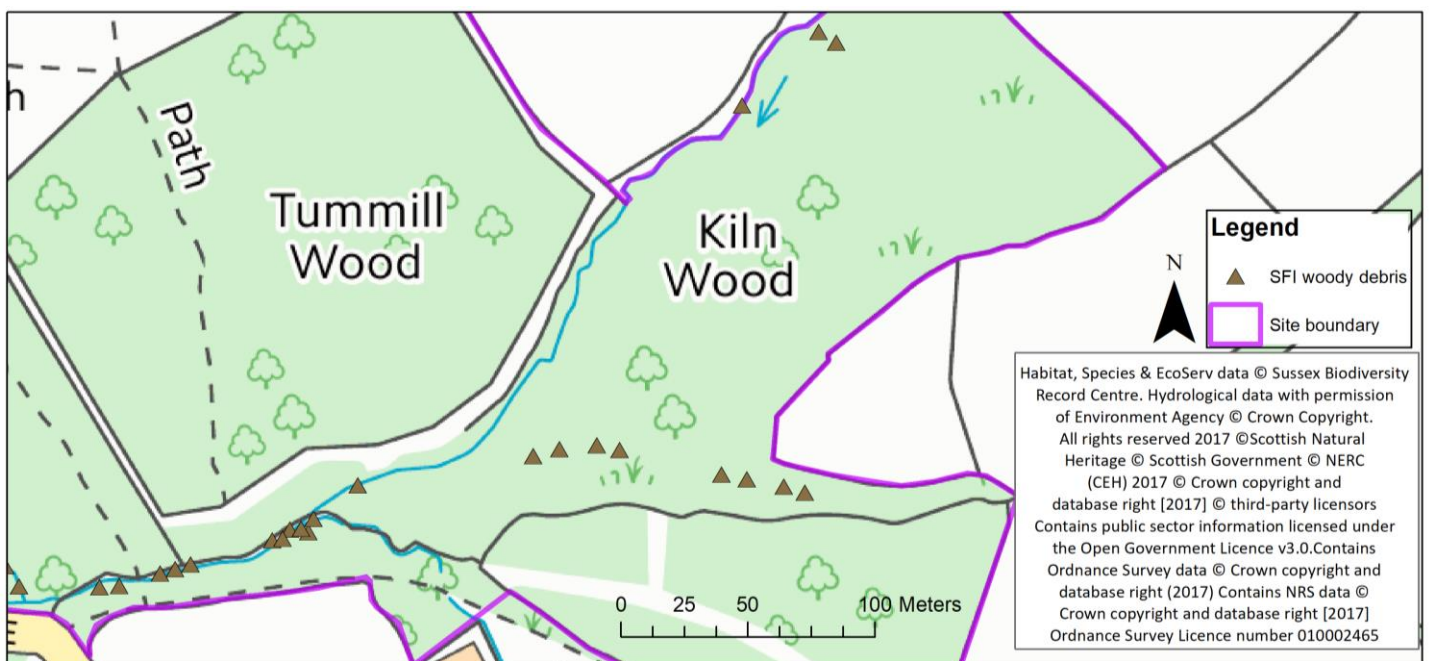 h
Path
Tummill
Wood
Kiln
Wood
N
Legend
SFI woody debris
Site boundary
Habitat, Species & EcoServ data © Sussex Biodiversity
Record Centre. Hydrological data with permission
of Environment Agency © Crown Copyright.
All rights reserved 2017 ©Scottish Natural
Heritage © Scottish Government © NERC
(CEH) 2017 © Crown copyright and
database right [2017] © third-party licensors
Contains public sector information licensed under
the Open Government Licence v3.0.Contains
Ordnance Survey data © Crown copyright and
database right (2017) Contains NRS data ©
Crown copyright and database right [2017]
Ordnance Survey Licence number 010002465
0 25 50 100 Meters